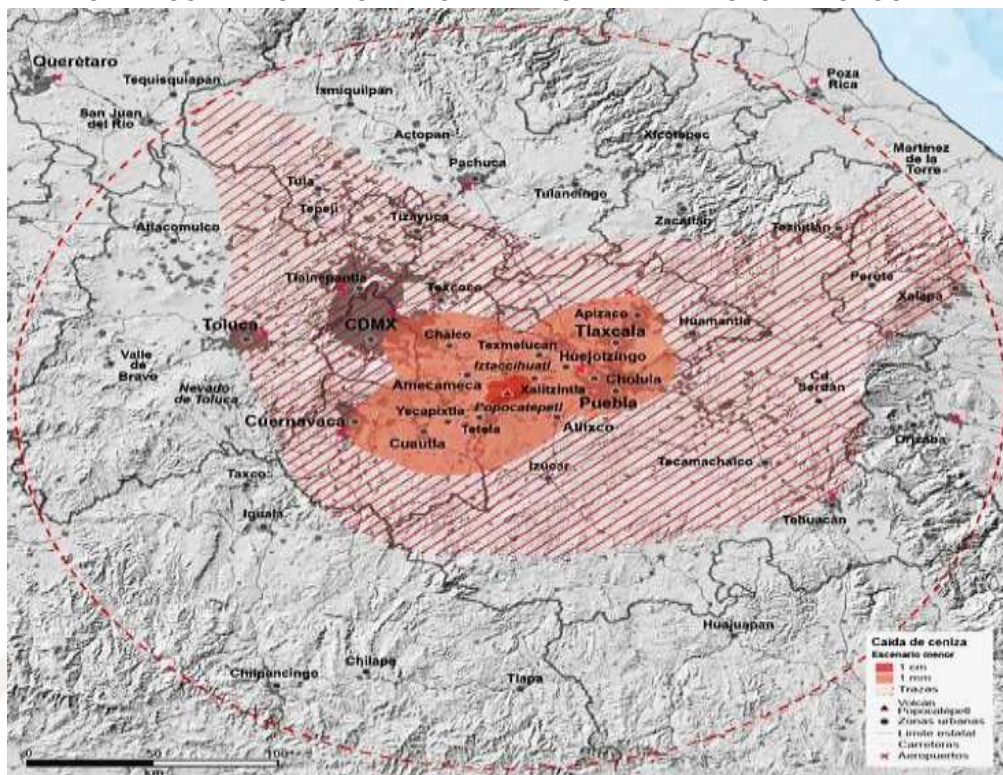 Querétaro
Tequisquiapan
Ixmiquilpan
Poza
Rica
San Juan
del Río
Actopan
Xicotepec
Pachuca
Martínez
de la
Torre
Tula
Tulancingo
Tepeji
Tizayuca
Zacatlán
Atlacomulco
Teziutlán
Tlalnepantla
Texcoco
Perote
Xalapa
Toluca
CDMX
Chalco
Apizaco
Tlaxcala
Huamantla
Texmelucan
Valle
de
Bravo
Iztaccíhuatl
Huejotzingo
Nevado
de Toluca
Amecameca
Xalitzintla
Cholula
Cd.
Serdán
Puebla
Cuernavaca
Yecapixtla
Popocatépetl
Tetela
Atlixco
Cuautla
Orizaba
Taxco
Izúcar
Tecamachalco
Iguala
Tehuacán
Huajuapan
Chilapa
Chilpancingo
Tlapa
Caída de ceniza
Escenario menor
1 cm
1 mm
Trazas
Volcán
Popocatépetl
Zonas urbanas
Límite estatal
Carreteras
Aeropuertos
0 50 100
km